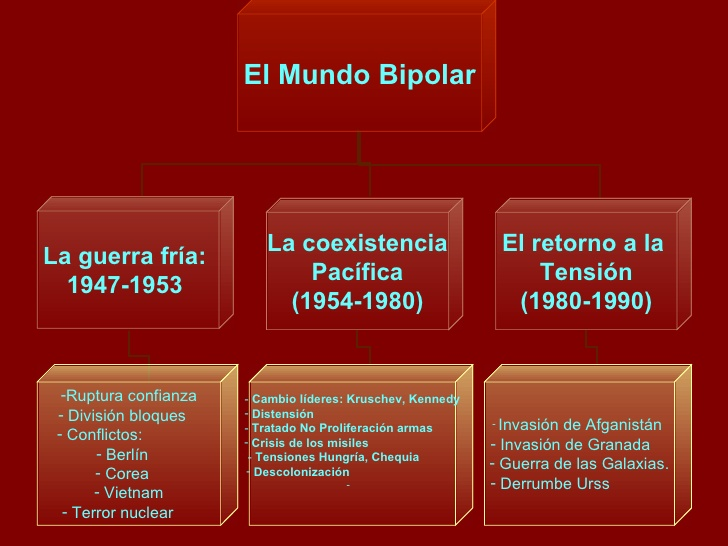 El Mundo Bipolar
La guerra fría:
1947-1953
La coexistencia
Pacífica
(1954-1980)
El retorno a la
Tensión
(1980-1990)
-Ruptura confianza
- División bloques
- Conflictos:
- Berlín
- Corea
- Vietnam
- Terror nuclear
- Cambio líderes: Kruschev, Kennedy
- Distensión
- Tratado No Proliferación armas
- Crisis de los misiles
- Tensiones Hungría, Chequia
- Descolonización
-
- Invasión de Afganistán
- Invasión de Granada
- Guerra de las Galaxias.
- Derrumbe Urss